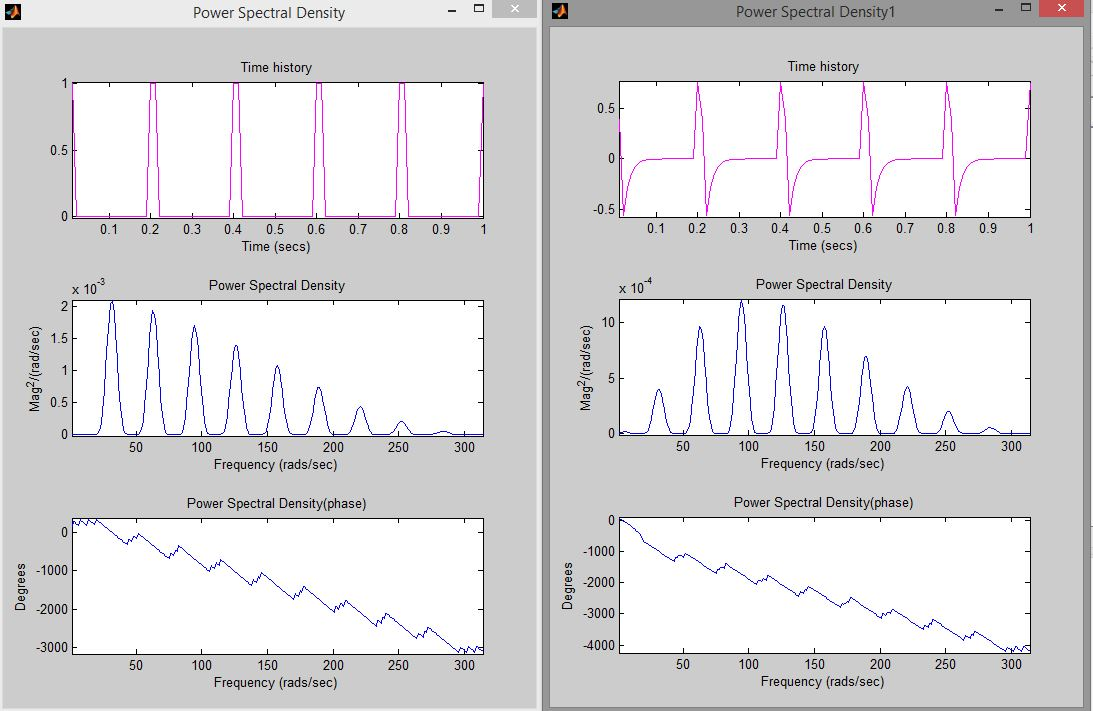 Power Spectral Density
Time history
1
0.5
0
0.1 0.2 0.3 0.4 0.5 0.6 0.7 0.8 0.9 1
Time (secs)
x 10-3
Power Spectral Density
2
1.5
1
0.5
0
Mag2/(rad/sec)
50 100 150 200 250 300
Frequency (rads/sec)
Power Spectral Density(phase)
0
-1000
-2000
-3000
Degrees
50 100 150 200 250 300
Frequency (rads/sec)
Power Spectral Density1
Time history
0.5
0
-0.5
0.1 0.2 0.3 0.4 0.5 0.6 0.7 0.8 0.9 1
Time (secs)
x 10-4
Power Spectral Density
10
5
0
Mag2/(rad/sec)
50 100 150 200 250 300
Frequency (rads/sec)
Power Spectral Density(phase)
0
-1000
-2000
-3000
-4000
Degrees
50 100 150 200 250 300
Frequency (rads/sec)